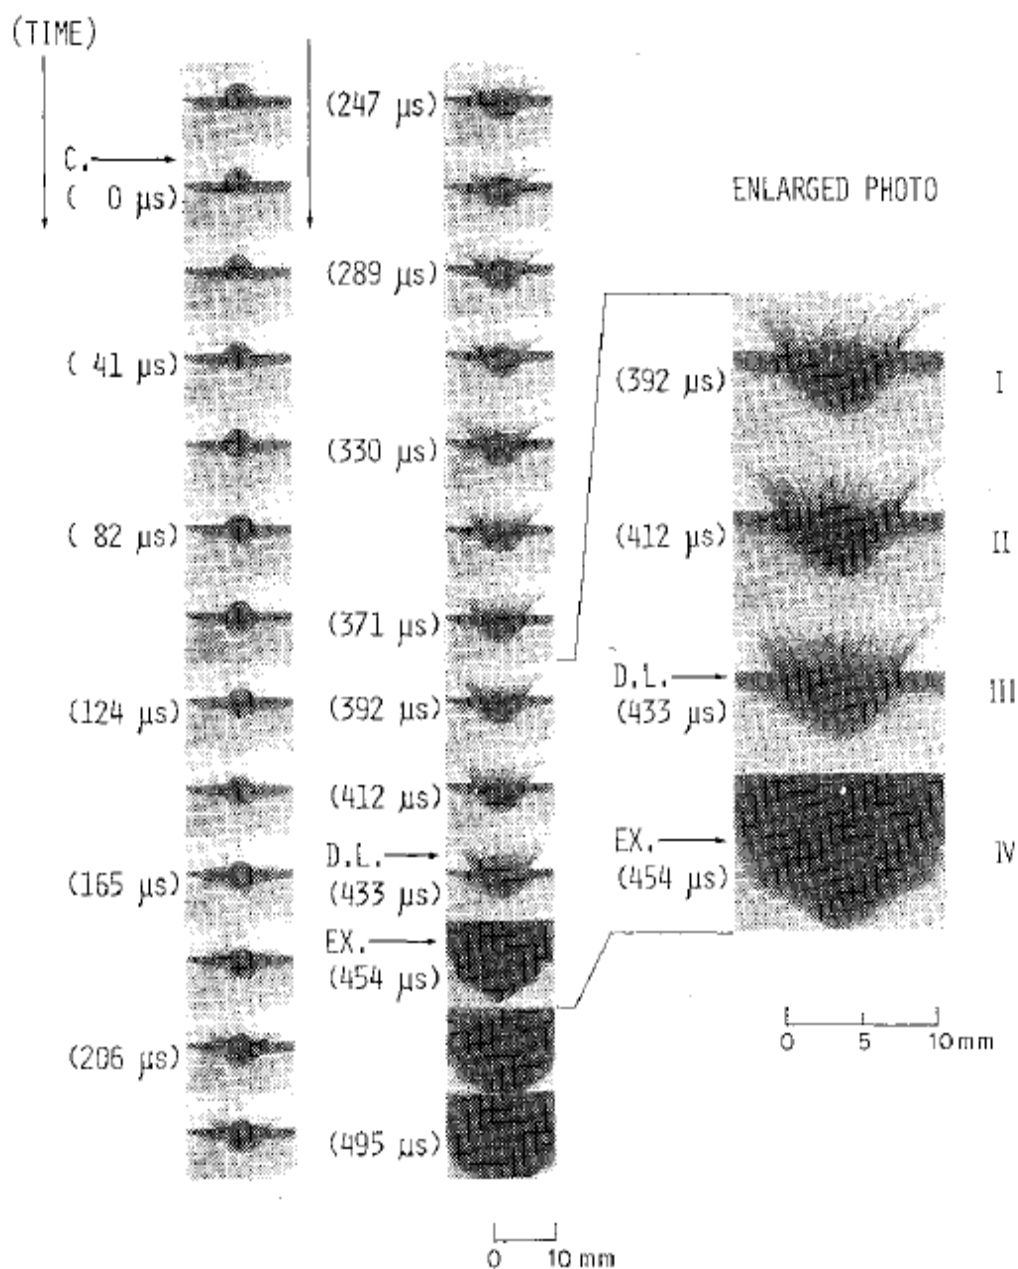 (TIME)
C.
( 0 µs)
( 41 µs)
( 82 µs)
(124 µs)
(165 µs)
(206 µs)
(247 µs)
(289 µs)
(330 µs)
(371 µs)
(392 µs)
(412 µs)
D.L.
(433 µs)
EX.
(454 µs)
(495 µs)
0 10 mm
ENLARGED PHOTO
(392 µs) I
(412 µs) II
D.L.
(433 µs) III
EX.
(454 µs) IV
0 5 10 mm